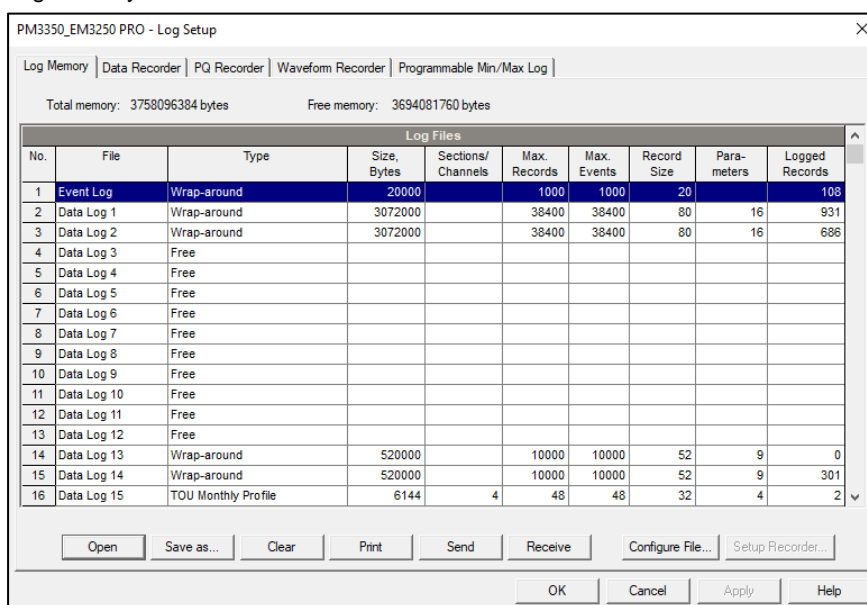 PM3350_EM3250 PRO - Log Setup
Log Memory Data Recorder PQ Recorder Waveform Recorder Programmable Min/Max Log
Total memory: 3758096384 bytes Free memory: 3694081760 bytes
Log Files
No. File Type Size, Bytes Sections/ Channels Max. Records Max. Events Record Size Para- meters Logged Records
1 Event Log Wrap-around 20000 1000 1000 20 108
2 Data Log 1 Wrap-around 3072000 38400 38400 80 16 931
3 Data Log 2 Wrap-around 3072000 38400 38400 80 16 686
4 Data Log 3 Free
5 Data Log 4 Free
6 Data Log 5 Free
7 Data Log 6 Free
8 Data Log 7 Free
9 Data Log 8 Free
10 Data Log 9 Free
11 Data Log 10 Free
12 Data Log 11 Free
13 Data Log 12 Free
14 Data Log 13 Wrap-around 520000 10000 10000 52 9 0
15 Data Log 14 Wrap-around 520000 10000 10000 52 9 301
16 Data Log 15 TOU Monthly Profile 6144 4 48 48 32 4 2
Open Save as... Clear Print Send Receive Configure File... Setup Recorder...
OK Cancel Apply Help